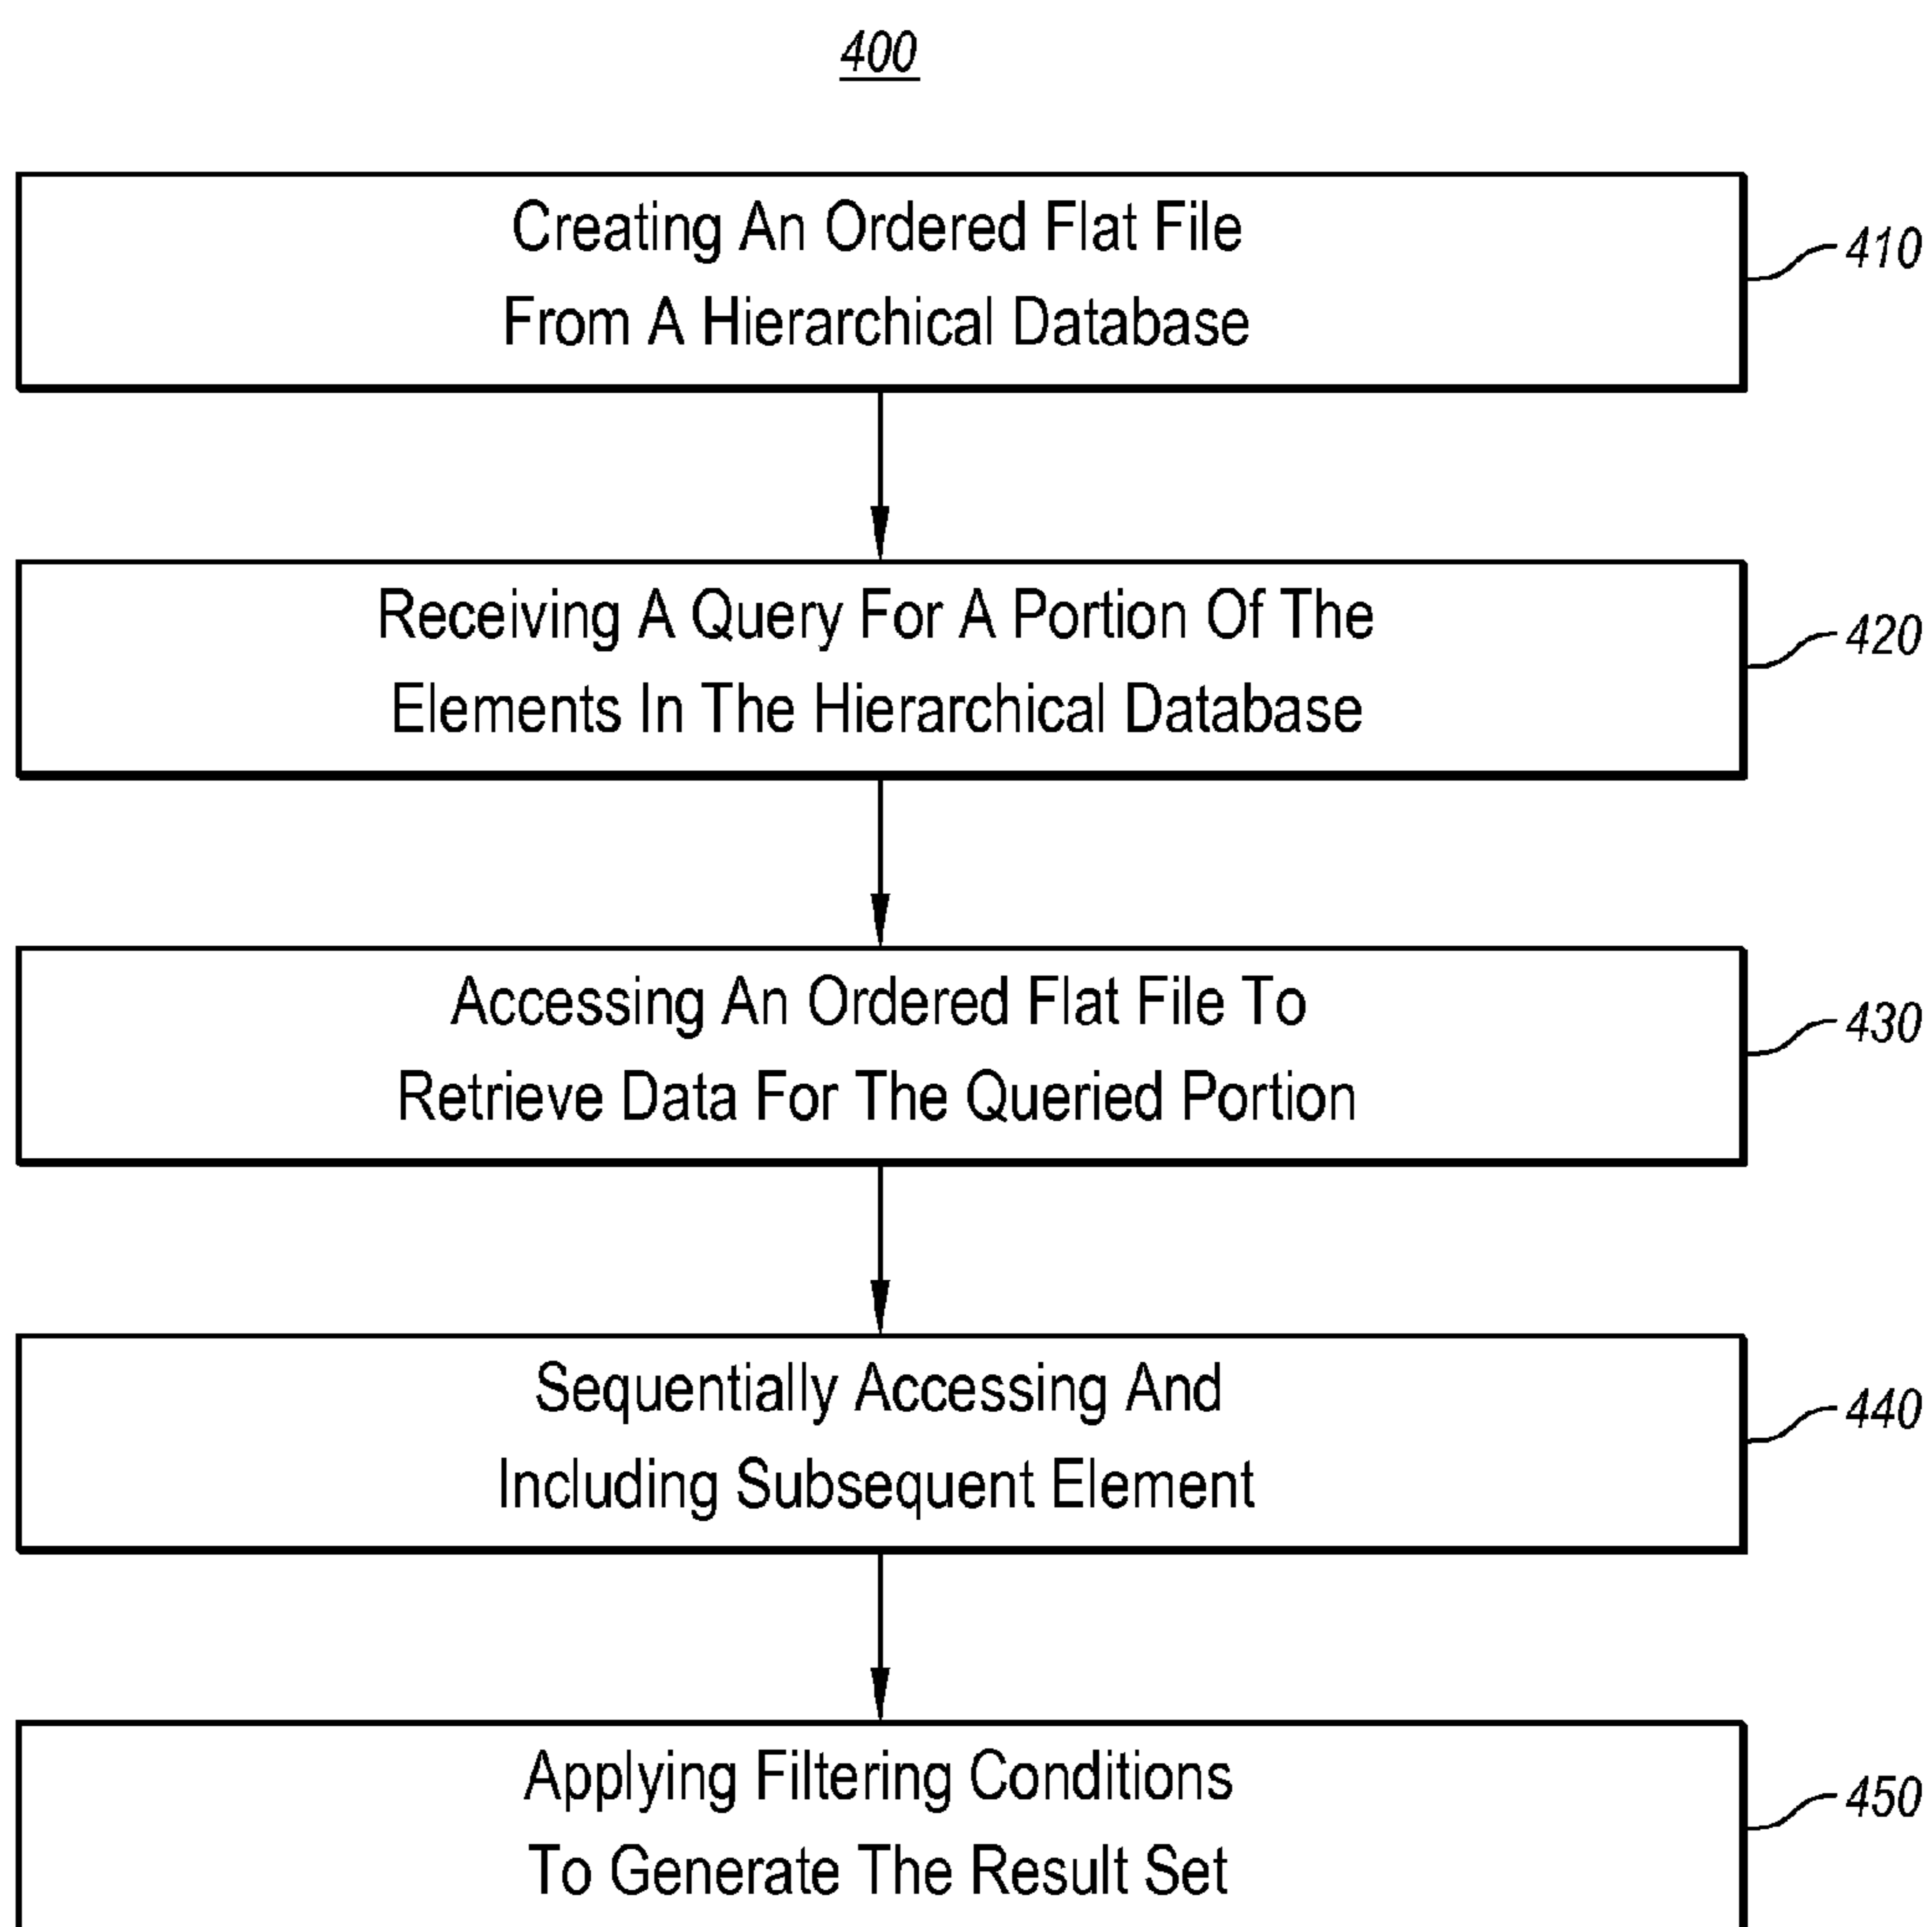 400
Creating An Ordered Flat File
From A Hierarchical Database
410
Receiving A Query For A Portion Of The
Elements In The Hierarchical Database
420
Accessing An Ordered Flat File To
Retrieve Data For The Queried Portion
430
Sequentially Accessing And
Including Subsequent Element
440
Applying Filtering Conditions
To Generate The Result Set
450